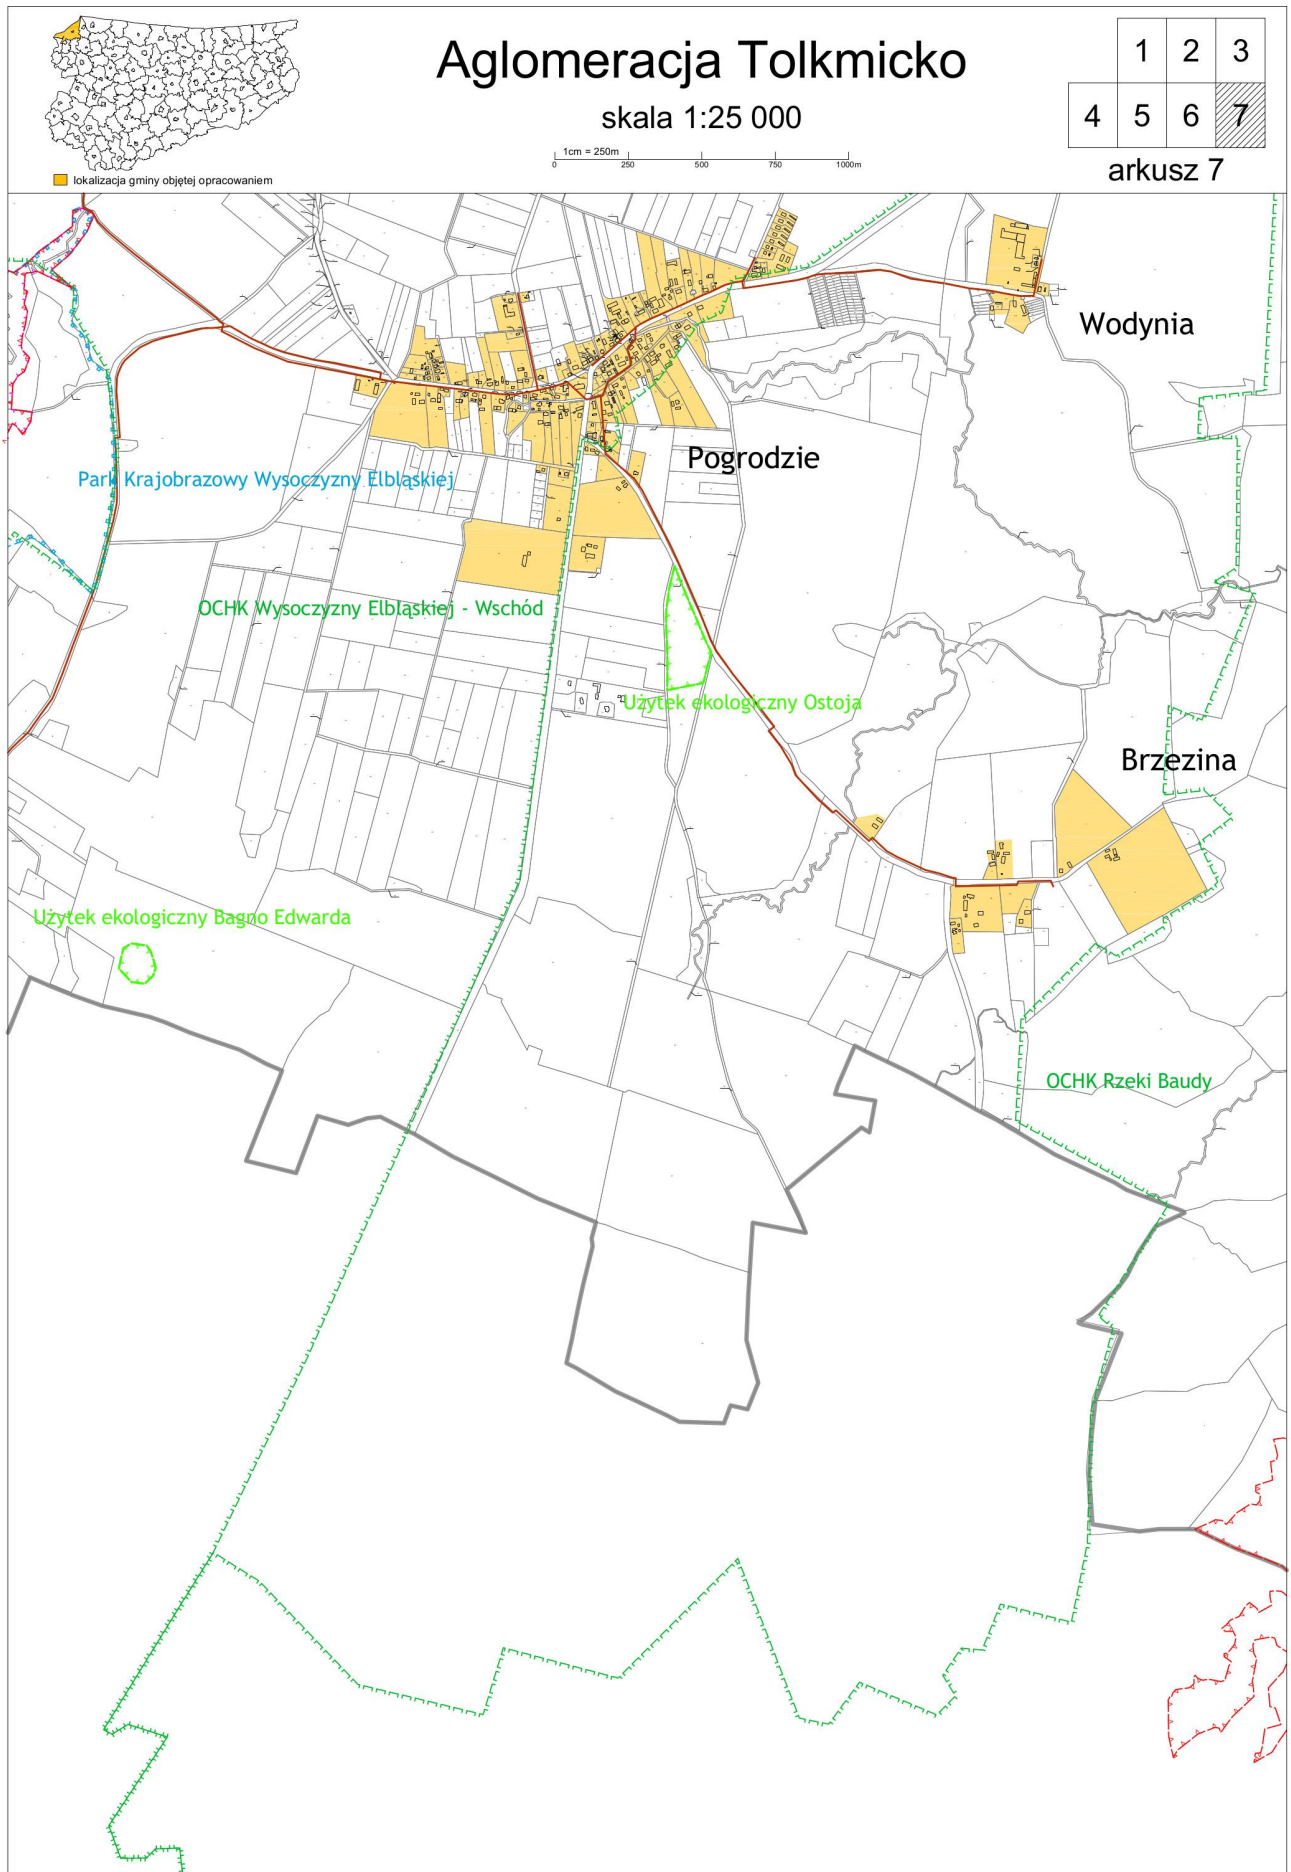 Aglomeracja Tolkmicko
skala 1:25 000
1cm = 250m
0 250 500 750 1000m
lokalizacja gminy objętej opracowaniem
1 2 3
4 5 6 7
arkusz 7
Wodynia
Pogrodzie
Park Krajobrazowy Wysoczyzny Elbląskiej
OCHK Wysoczyzny Elbląskiej - Wschód
Użytek ekologiczny Ostoja
Brzezina
Użytek ekologiczny Bagno Edwarda
OCHK Rzeki Baudy